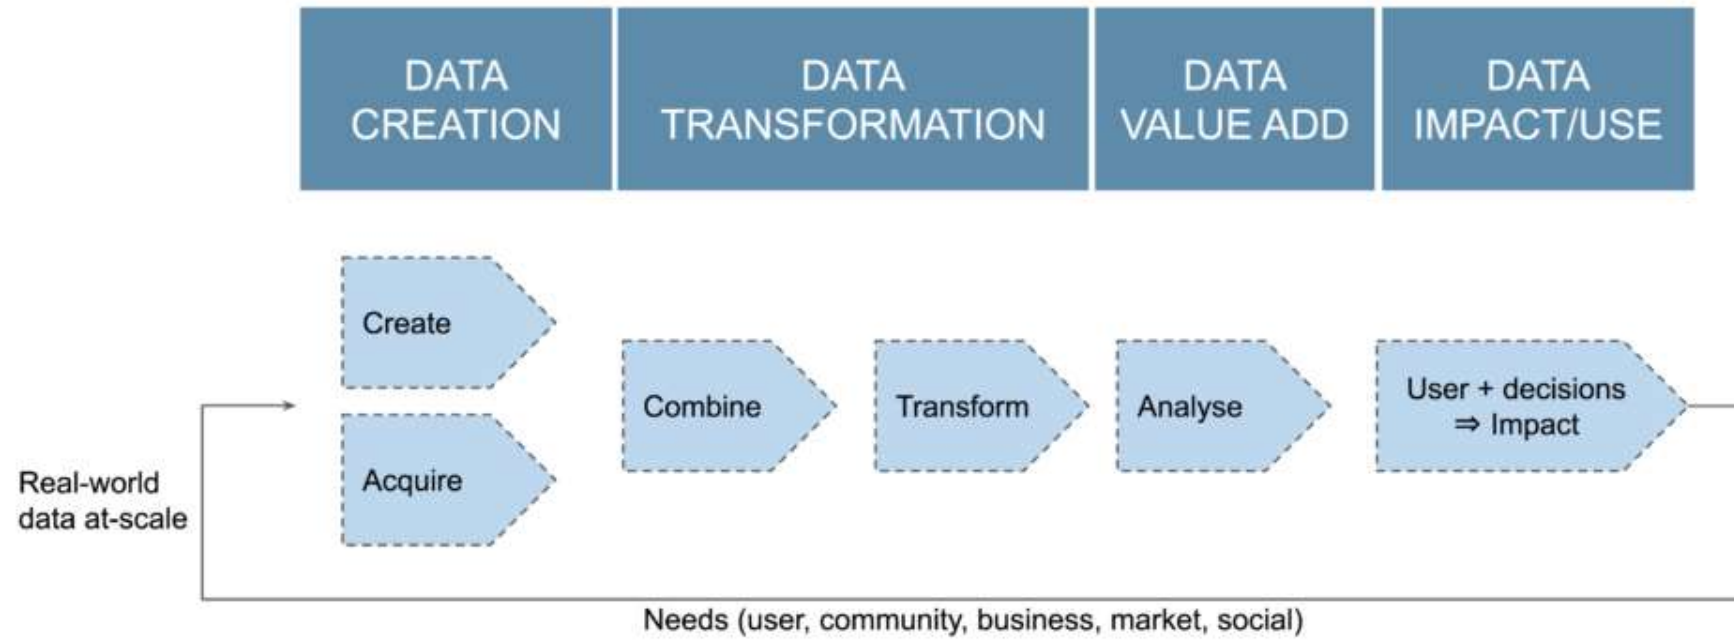 DATA
CREATION
DATA
TRANSFORMATION
DATA
VALUE ADD
DATA
IMPACT/USE
Create
Acquire
Combine
Transform
Analyse
User + decisions
⇒ Impact
Real-world
data at-scale
Needs (user, community, business, market, social)